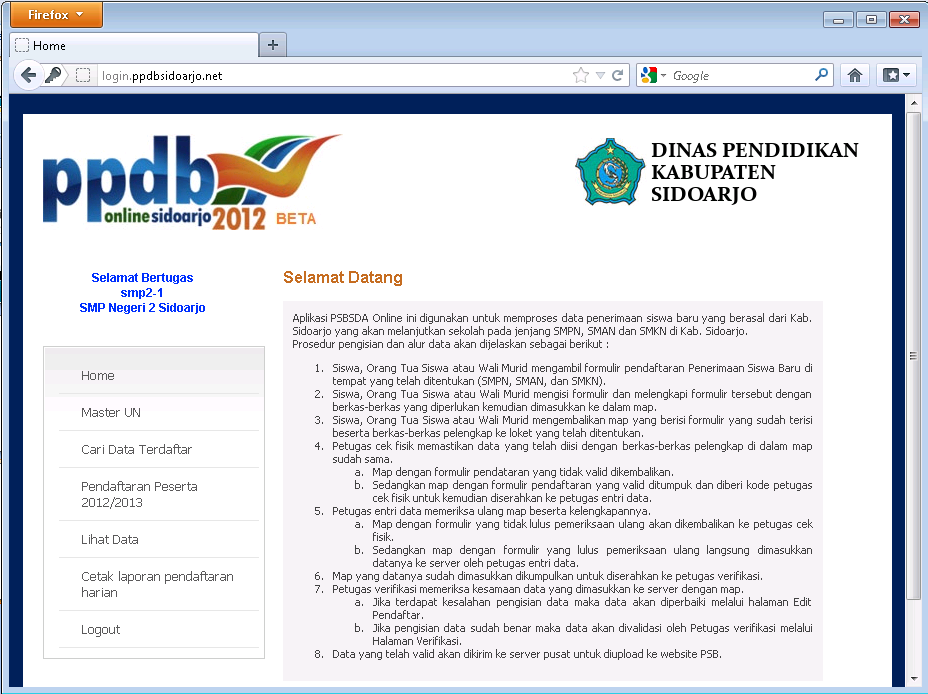 Firefox
Home
login.ppdbsidoarjo.net
Google
ppdb
online sidoarjo 2012 BETA
DINAS PENDIDIKAN
KABUPATEN
SIDOARJO
Selamat Bertugas
smp2-1
SMP Negeri 2 Sidoarjo
Home
Master UN
Cari Data Terdaftar
Pendaftaran Peserta
2012/2013
Lihat Data
Cetak laporan pendaftaran
harian
Logout
Selamat Datang
Aplikasi PSBSDA Online ini digunakan untuk memproses data penerimaan siswa baru yang berasal dari Kab.
Sidoarjo yang akan melanjutkan sekolah pada jenjang SMPN, SMAN dan SMKN di Kab. Sidoarjo.
Prosedur pengisian dan alur data akan dijelaskan sebagai berikut :
1. Siswa, Orang Tua Siswa atau Wali Murid mengambil formulir pendaftaran Penerimaan Siswa Baru di
tempat yang telah ditentukan (SMPN, SMAN, dan SMKN).
2. Siswa, Orang Tua Siswa atau Wali Murid mengisi formulir dan melengkapi formulir tersebut dengan
berkas-berkas yang diperlukan kemudian dimasukkan ke dalam map.
3. Siswa, Orang Tua Siswa atau Wali Murid mengembalikan map yang berisi formulir yang sudah terisi
beserta berkas-berkas pelengkap ke loket yang telah ditentukan.
4. Petugas cek fisik memastikan data yang telah diisi dengan berkas-berkas pelengkap di dalam map
sudah sama.
a. Map dengan formulir pendataran yang tidak valid dikembalikan.
b. Sedangkan map dengan formulir pendaftaran yang valid ditumpuk dan diberi kode petugas
cek fisik untuk kemudian diserahkan ke petugas entri data.
5. Petugas entri data memeriksa ulang map beserta kelengkapannya.
a. Map dengan formulir yang tidak lulus pemeriksaan ulang akan dikembalikan ke petugas cek
fisik.
b. Sedangkan map dengan formulir yang lulus pemeriksaan ulang langsung dimasukkan
datanya ke server oleh petugas entri data.
6. Map yang datanya sudah dimasukkan dikumpulkan untuk diserahkan ke petugas verifikasi.
7. Petugas verifikasi memeriksa kesamaan data yang dimasukkan ke server dengan map.
a. Jika terdapat kesalahan pengisian data maka data akan diperbaiki melalui halaman Edit
Pendaftar.
b. Jika pengisian data sudah benar maka data akan divalidasi oleh Petugas verifikasi melalui
Halaman Verifikasi.
8. Data yang telah valid akan dikirim ke server pusat untuk diupload ke website PSB.